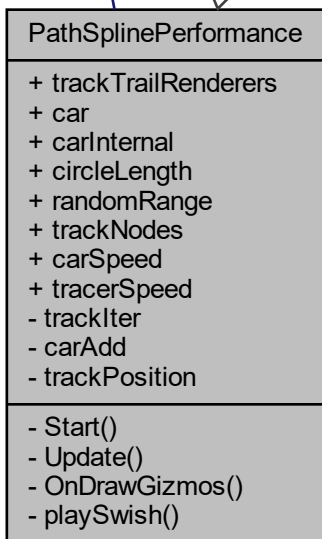 PathSplinePerformance
+ trackTrailRenderers
+ car
+ carInternal
+ circleLength
+ randomRange
+ trackNodes
+ carSpeed
+ tracerSpeed
- trackIter
- carAdd
- trackPosition
- Start()
- Update()
- OnDrawGizmos()
- playSwish()